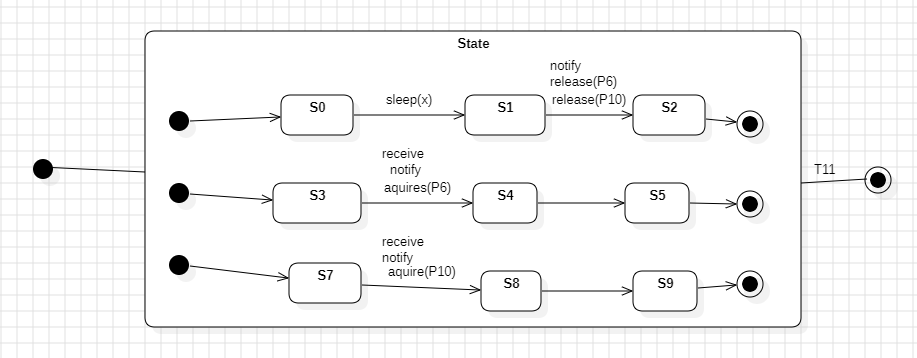 State
notify
release(P6)
release(P10)
S0
sleep(x)
S1
S2
receive
notify
aquires(P6)
S3
S4
S5
T11
receive
notify
aquire(P10)
S7
S8
S9